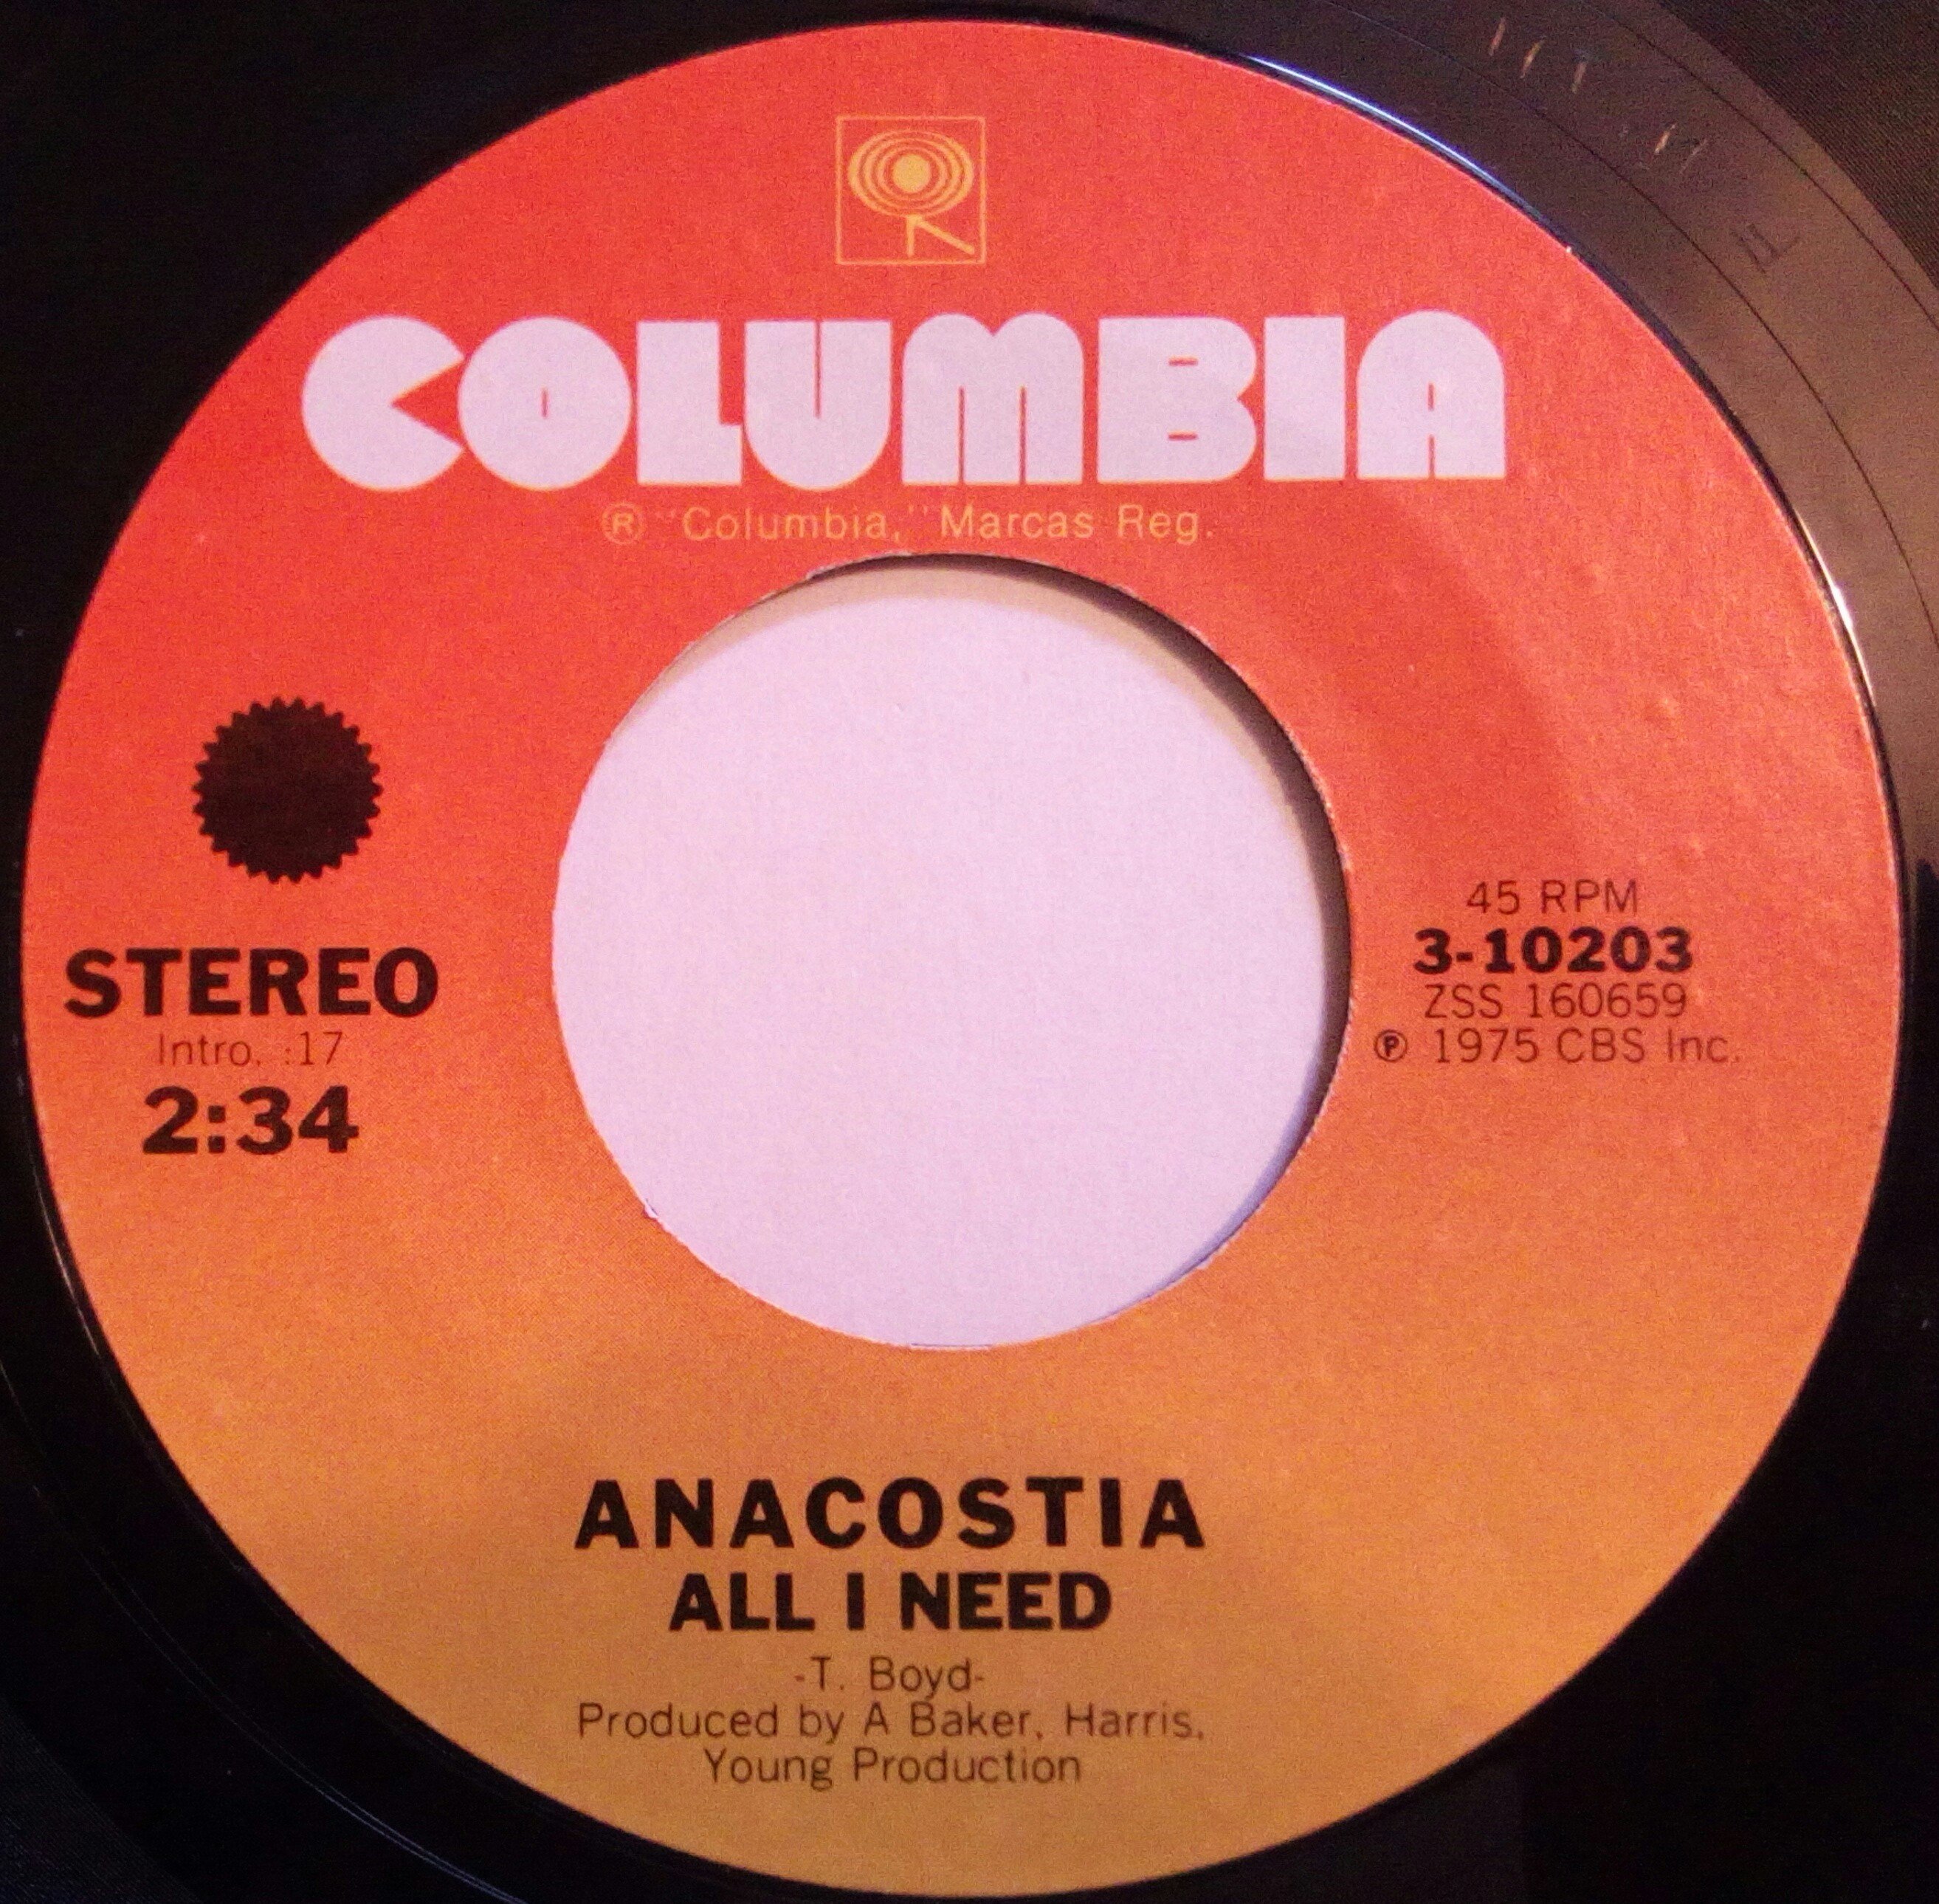 COLUMBIA
Ⓡ "Columbia," Marcas Reg.
STEREO
Intro. :17
2:34
45 RPM
3-10203
ZSS 160659
℗ 1975 CBS Inc.
ANACOSTIA
ALL I NEED
-T. Boyd-
Produced by A Baker, Harris,
Young Production